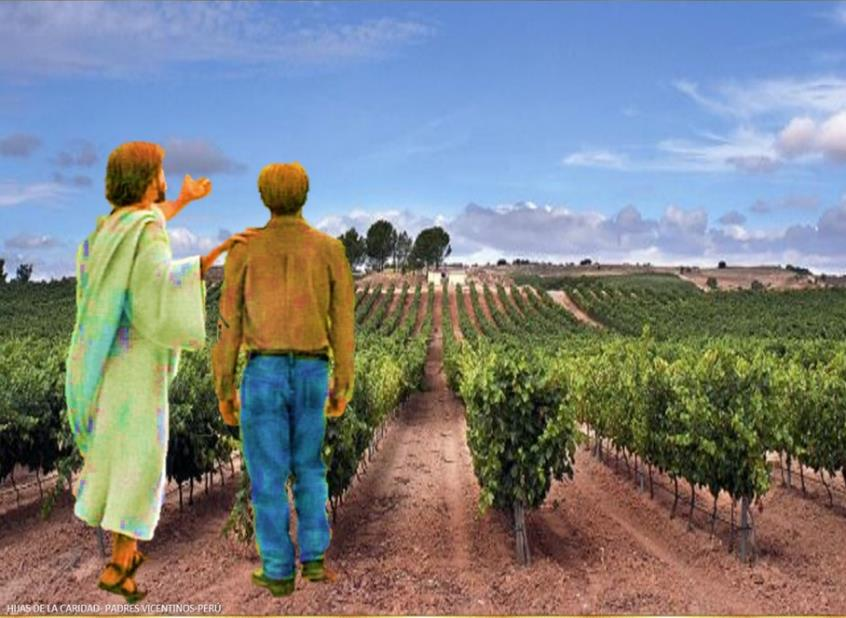 HIJAS DE LA CARIDAD- PADRES VICENTINOS-PERÚ